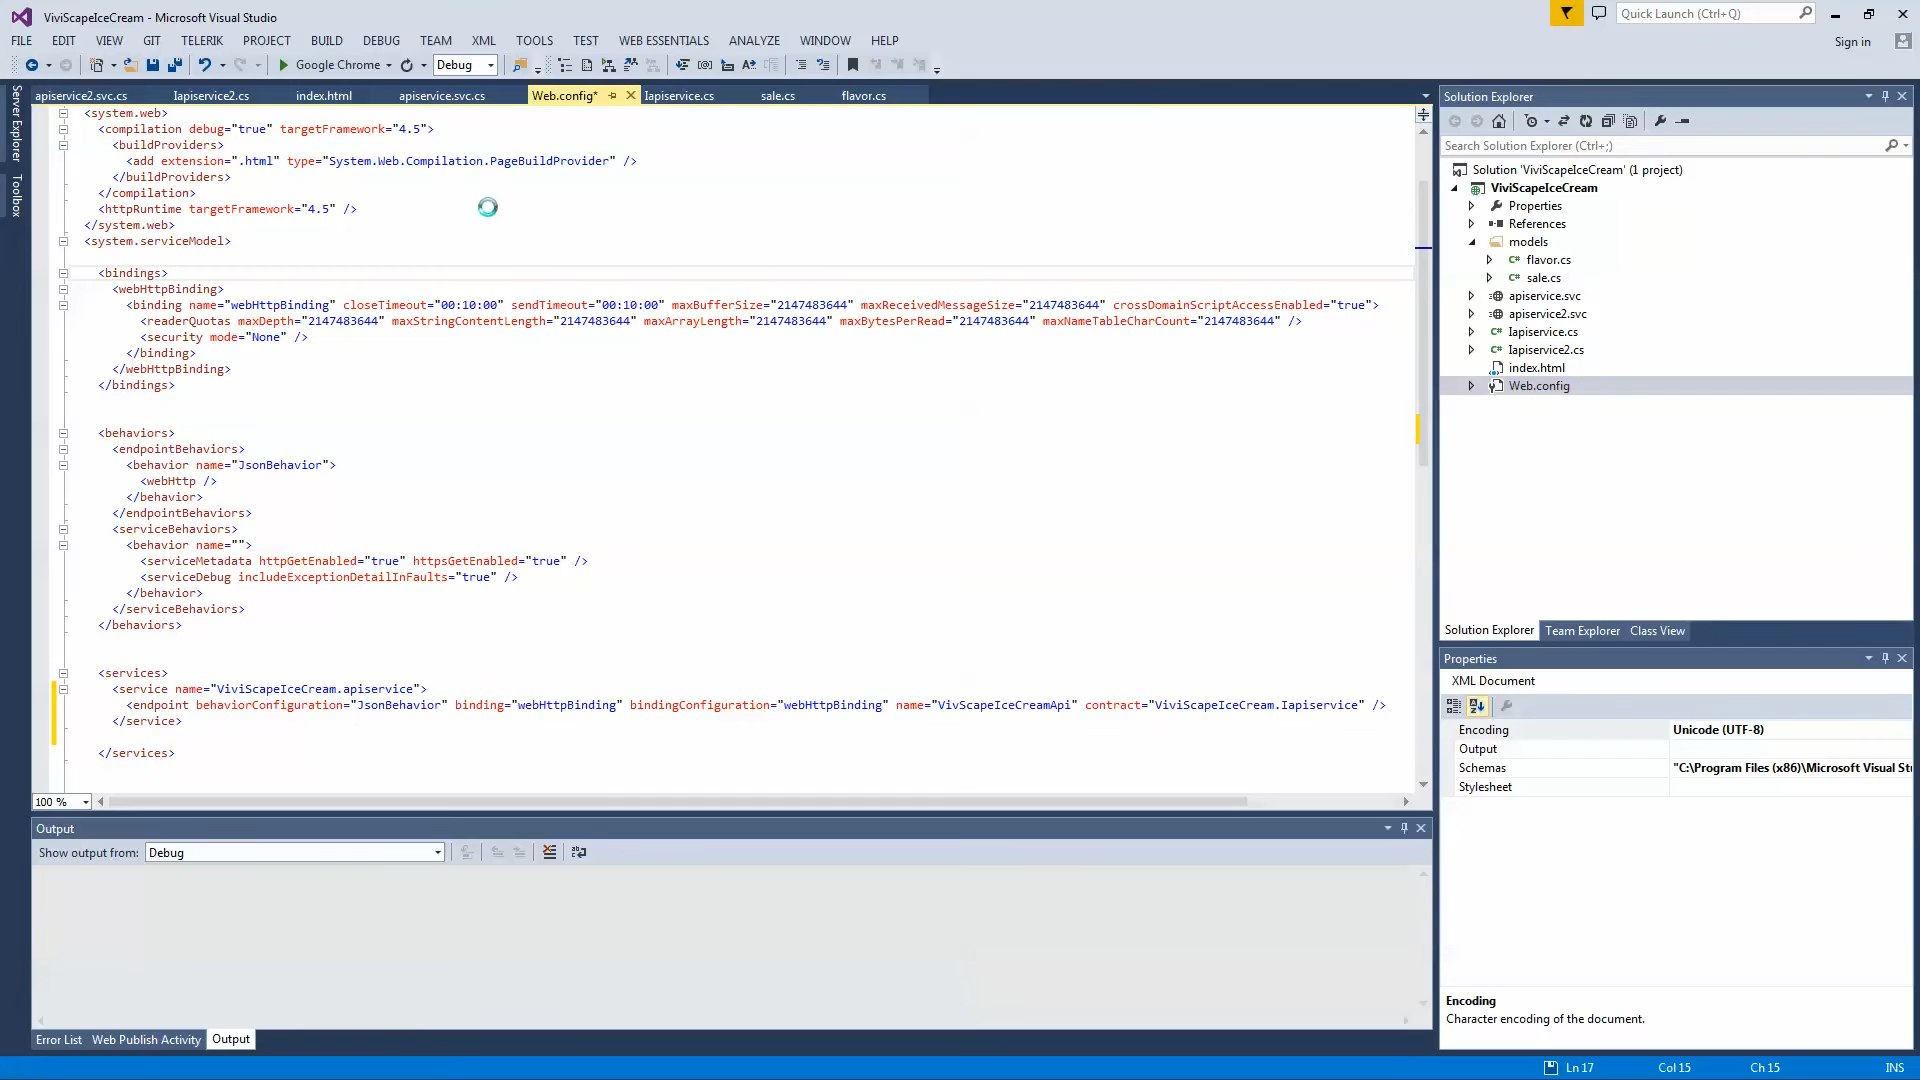 ViviScapeIceCream - Microsoft Visual Studio
Quick Launch (Ctrl+Q)
FILE EDIT VIEW GIT TELERIK PROJECT BUILD DEBUG TEAM XML TOOLS TEST WEB ESSENTIALS ANALYZE WINDOW HELP
Sign in
Google Chrome
Debug
Server Explorer
Toolbox
apiservice2.svc.cs Iapiservice2.cs index.html apiservice.svc.cs Web.config* Iapiservice.cs sale.cs flavor.cs
<system.web>
<compilation debug="true" targetFramework="4.5">
<buildProviders>
<add extension=".html" type="System.Web.Compilation.PageBuildProvider" />
</buildProviders>
</compilation>
<httpRuntime targetFramework="4.5" />
</system.web>
<system.serviceModel>
<bindings>
<webHttpBinding>
<binding name="webHttpBinding" closeTimeout="00:10:00" sendTimeout="00:10:00" maxBufferSize="2147483644" maxReceivedMessageSize="2147483644" crossDomainScriptAccessEnabled="true">
<readerQuotas maxDepth="2147483644" maxStringContentLength="2147483644" maxArrayLength="2147483644" maxBytesPerRead="2147483644" maxNameTableCharCount="2147483644" />
<security mode="None" />
</binding>
</webHttpBinding>
</bindings>
<behaviors>
<endpointBehaviors>
<behavior name="JsonBehavior">
<webHttp />
</behavior>
</endpointBehaviors>
<serviceBehaviors>
<behavior name="">
<serviceMetadata httpGetEnabled="true" httpsGetEnabled="true" />
<serviceDebug includeExceptionDetailInFaults="true" />
</behavior>
</serviceBehaviors>
</behaviors>
<services>
<service name="ViviScapeIceCream.apiservice">
<endpoint behaviorConfiguration="JsonBehavior" binding="webHttpBinding" bindingConfiguration="webHttpBinding" name="VivScapeIceCreamApi" contract="ViviScapeIceCream.Iapiservice" />
</service>
</services>
100 %
Output
Show output from: Debug
Error List Web Publish Activity Output
Solution Explorer
Search Solution Explorer (Ctrl+;)
Solution 'ViviScapeIceCream' (1 project)
ViviScapeIceCream
Properties
References
models
C# flavor.cs
C# sale.cs
apiservice.svc
apiservice2.svc
C# Iapiservice.cs
C# Iapiservice2.cs
index.html
Web.config
Solution Explorer Team Explorer Class View
Properties
XML Document
Encoding Unicode (UTF-8)
Output
Schemas "C:\Program Files (x86)\Microsoft Visual Stu
Stylesheet
Encoding
Character encoding of the document.
Ln 17 Col 15 Ch 15 INS